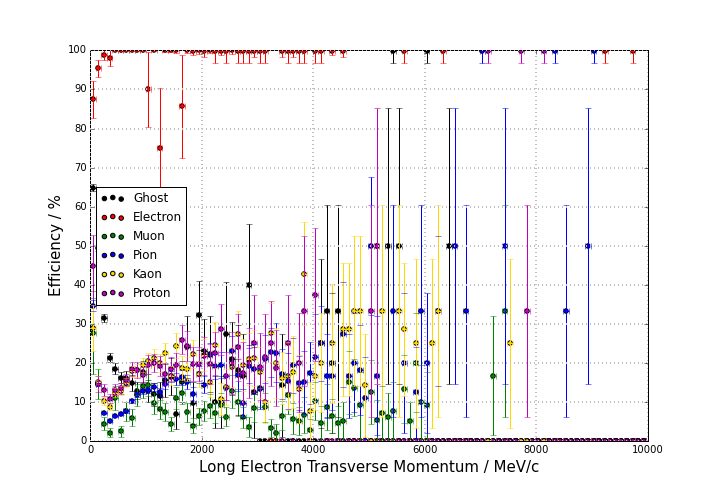 100
90
80
70
60
50
40
30
20
10
0
Efficiency / %
Ghost
Electron
Muon
Pion
Kaon
Proton
0 2000 4000 6000 8000 10000
Long Electron Transverse Momentum / MeV/c